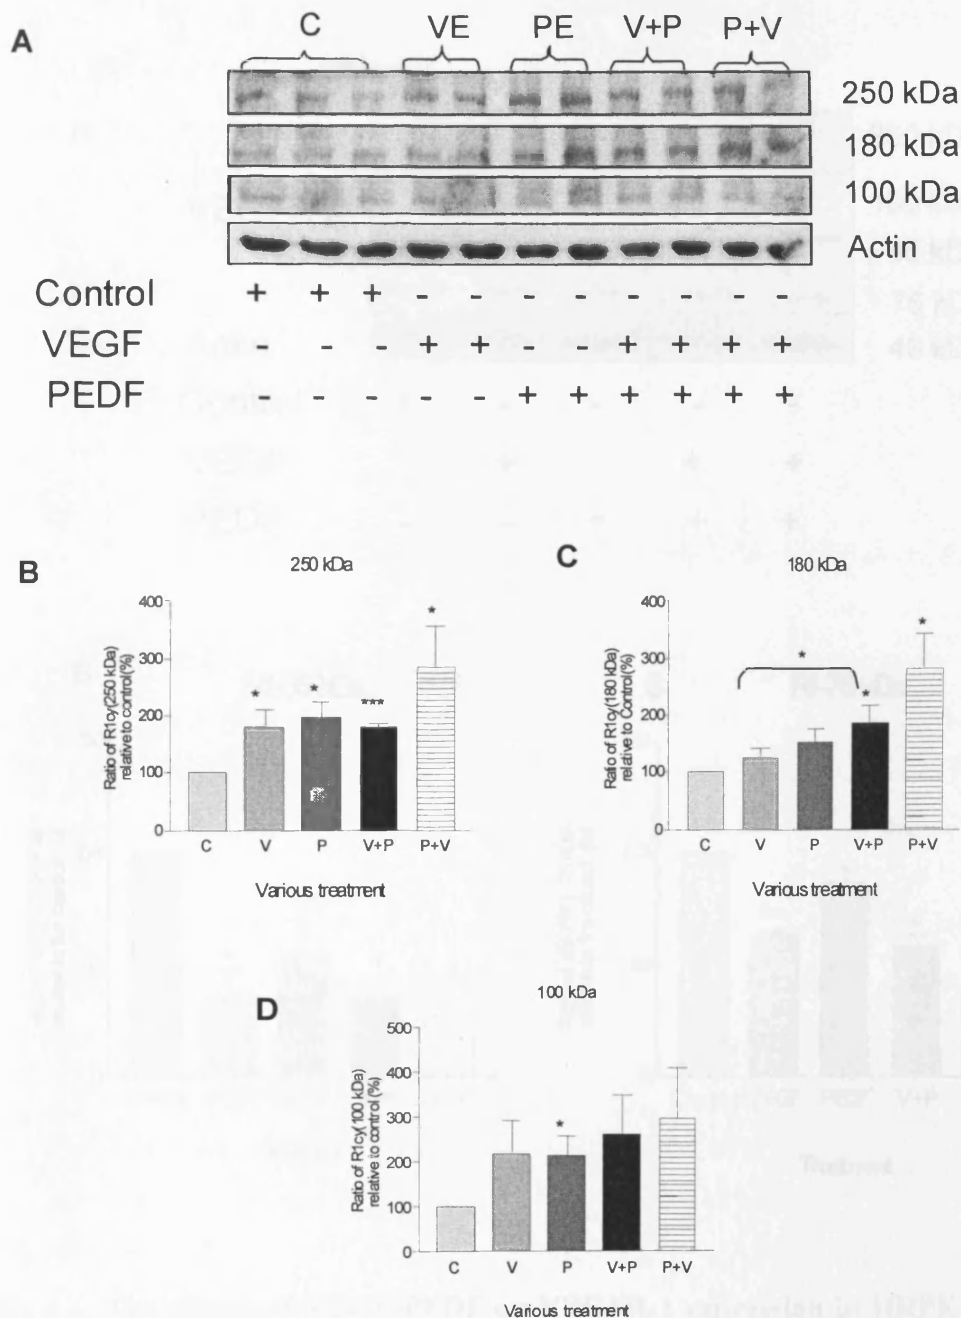 A
C VE PE V+P P+V
250 kDa
180 kDa
100 kDa
Actin
Control + + + - - - - - - - -
VEGF - - - + + - - + + + +
PEDF - - - - - + + + + + +
B
250 kDa
Ratio of R1cy(250 kDa)
relative to control(%)
400
300
200
100
0
* * *** *
C V P V+P P+V
Various treatment
C
180 kDa
Ratio of R1cy(180 kDa)
relative to Control(%)
400
300
200
100
0
* * *
C V P V+P P+V
Various treatment
D
100 kDa
Ratio of R1cy(100 kDa)
relative to control (%)
500
400
300
200
100
0
*
C V P V+P P+V
Various treatment